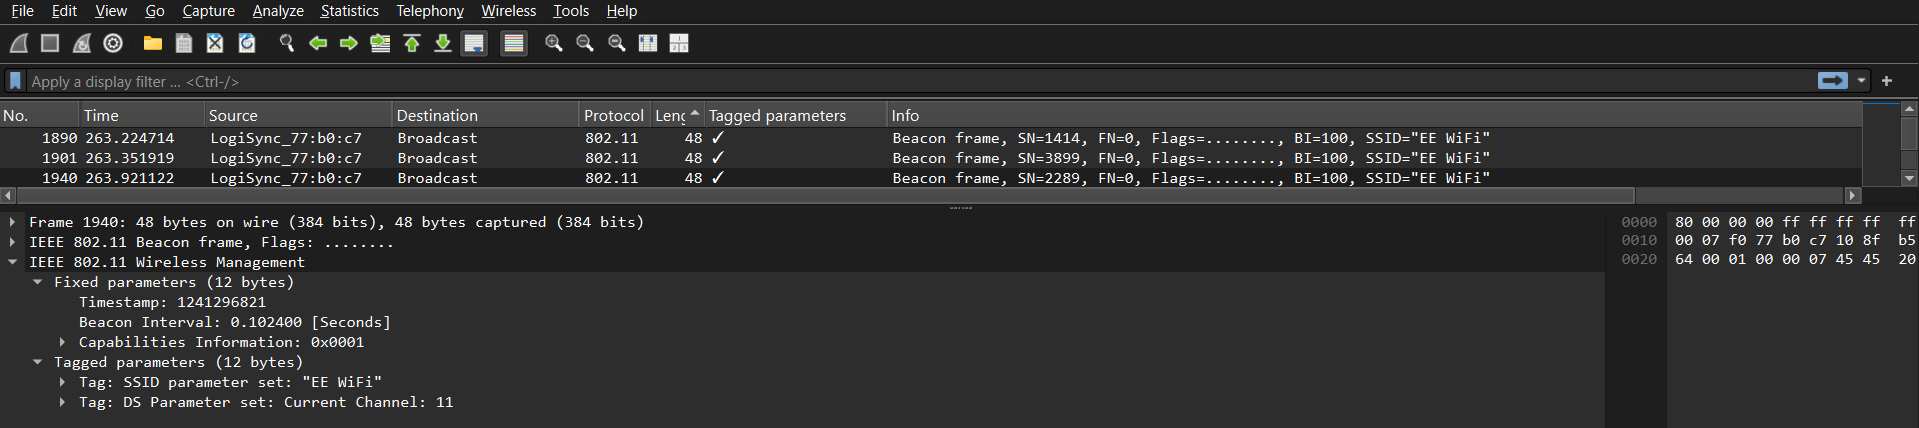 File Edit View Go Capture Analyze Statistics Telephony Wireless Tools Help
Apply a display filter ... <Ctrl-/>
No. Time Source Destination Protocol Leng Tagged parameters Info
1890 263.224714 LogiSync_77:b0:c7 Broadcast 802.11 48 ✓ Beacon frame, SN=1414, FN=0, Flags=........, BI=100, SSID="EE WiFi"
1901 263.351919 LogiSync_77:b0:c7 Broadcast 802.11 48 ✓ Beacon frame, SN=3899, FN=0, Flags=........, BI=100, SSID="EE WiFi"
1940 263.921122 LogiSync_77:b0:c7 Broadcast 802.11 48 ✓ Beacon frame, SN=2289, FN=0, Flags=........, BI=100, SSID="EE WiFi"
Frame 1940: 48 bytes on wire (384 bits), 48 bytes captured (384 bits)
IEEE 802.11 Beacon frame, Flags: ........
IEEE 802.11 Wireless Management
Fixed parameters (12 bytes)
Timestamp: 1241296821
Beacon Interval: 0.102400 [Seconds]
Capabilities Information: 0x0001
Tagged parameters (12 bytes)
Tag: SSID parameter set: "EE WiFi"
Tag: DS Parameter set: Current Channel: 11
0000 80 00 00 00 ff ff ff ff ff
0010 00 07 f0 77 b0 c7 10 8f b5
0020 64 00 01 00 00 07 45 45 20